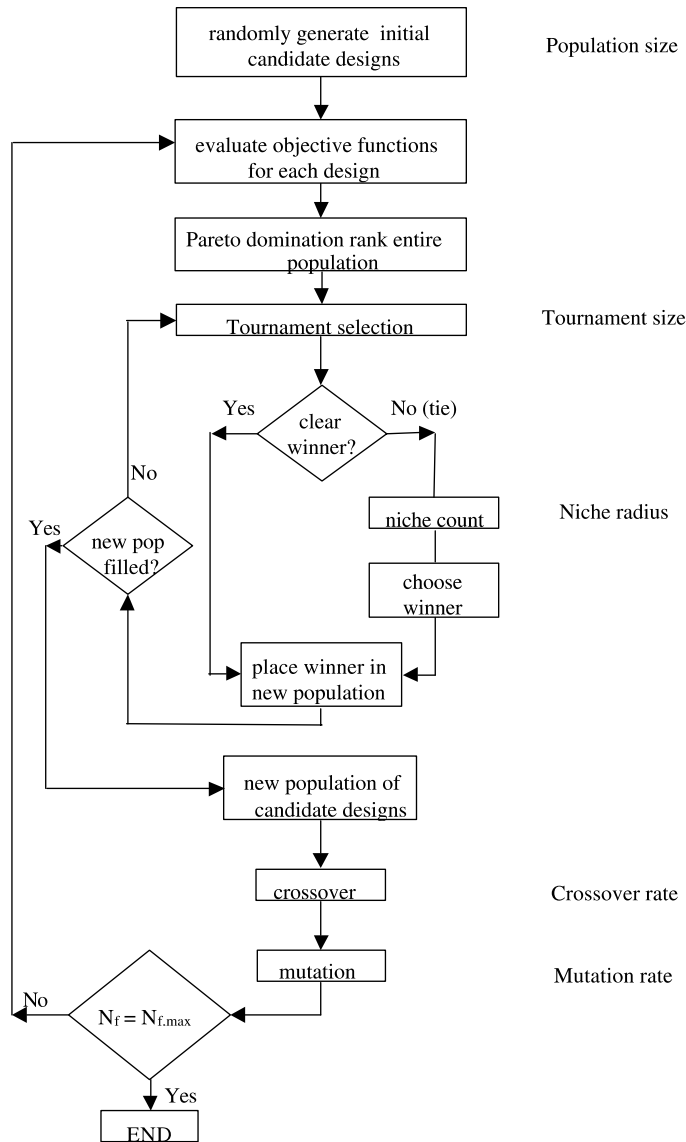 randomly generate initial
candidate designs
Population size
evaluate objective functions
for each design
Pareto domination rank entire
population
Tournament selection
Tournament size
Yes
No (tie)
clear
winner?
No
niche count
Niche radius
Yes
new pop
filled?
choose
winner
place winner in
new population
new population of
candidate designs
crossover
Crossover rate
mutation
Mutation rate
No
Nf = Nf.max
Yes
END